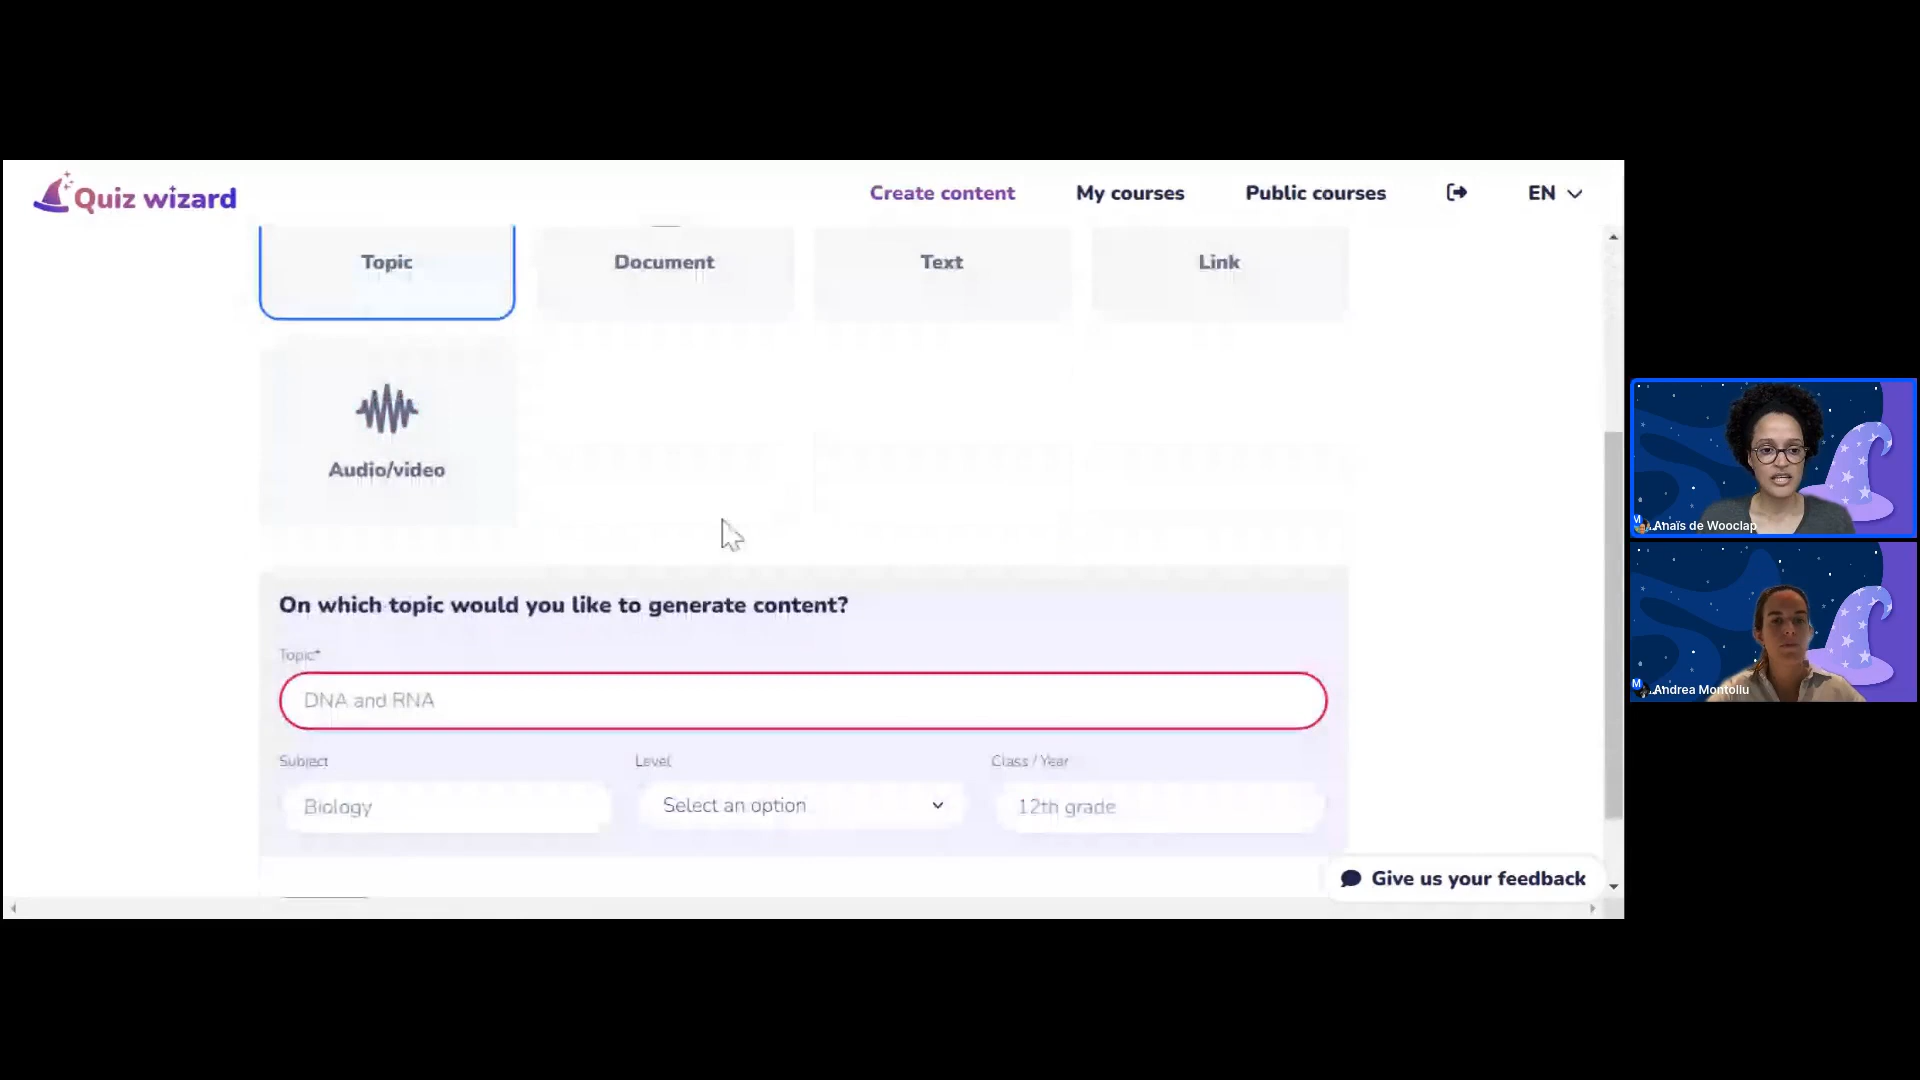 Quiz wizard
Create content
My courses
Public courses
EN
Topic
Document
Text
Link
Audio/video
On which topic would you like to generate content?
Topic*
DNA and RNA
Subject
Level
Class / Year
Biology
Select an option
12th grade
Give us your feedback
Anaïs de Wooclap
Andrea Montoliu